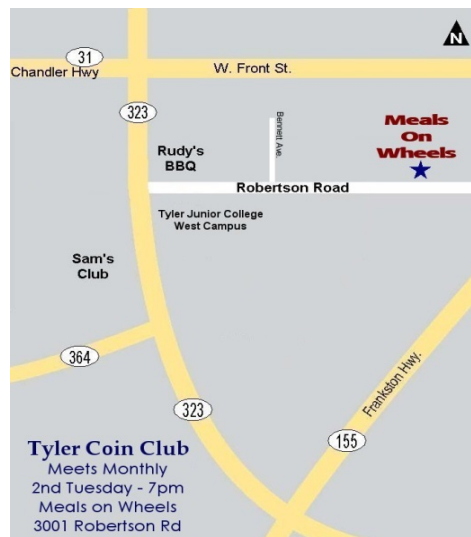 N
31
Chandler Hwy
W. Front St.
323
Bennett Ave.
Meals
On
Wheels
Rudy's
BBQ
Robertson Road
Tyler Junior College
West Campus
Sam's
Club
364
323
Frankston Hwy.
155
Tyler Coin Club
Meets Monthly
2nd Tuesday - 7pm
Meals on Wheels
3001 Robertson Rd